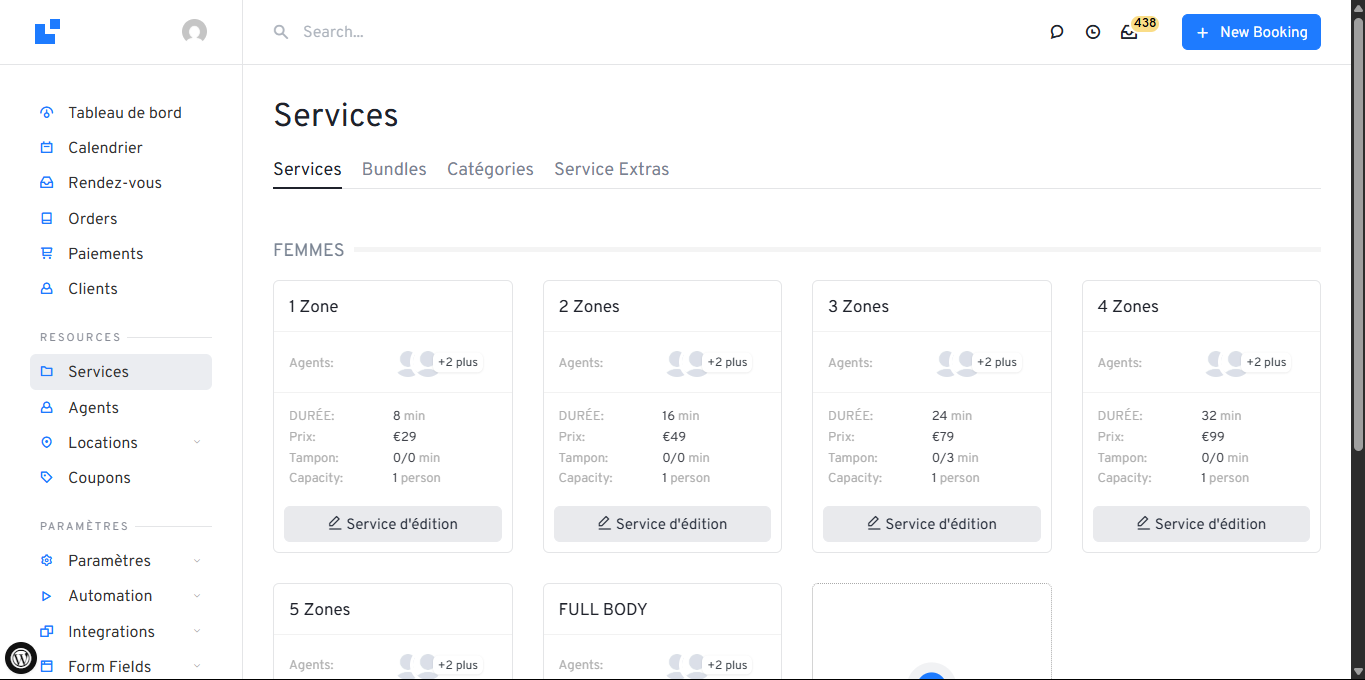 Search...
438
+ New Booking
Tableau de bord
Calendrier
Rendez-vous
Orders
Paiements
Clients
RESOURCES
Services
Agents
Locations
Coupons
PARAMÈTRES
Paramètres
Automation
Integrations
Form Fields
Services
Services Bundles Catégories Service Extras
FEMMES
1 Zone
Agents: +2 plus
DURÉE: 8 min
Prix: €29
Tampon: 0/0 min
Capacity: 1 person
Service d'édition
2 Zones
Agents: +2 plus
DURÉE: 16 min
Prix: €49
Tampon: 0/0 min
Capacity: 1 person
Service d'édition
3 Zones
Agents: +2 plus
DURÉE: 24 min
Prix: €79
Tampon: 0/3 min
Capacity: 1 person
Service d'édition
4 Zones
Agents: +2 plus
DURÉE: 32 min
Prix: €99
Tampon: 0/0 min
Capacity: 1 person
Service d'édition
5 Zones
Agents: +2 plus
FULL BODY
Agents: +2 plus